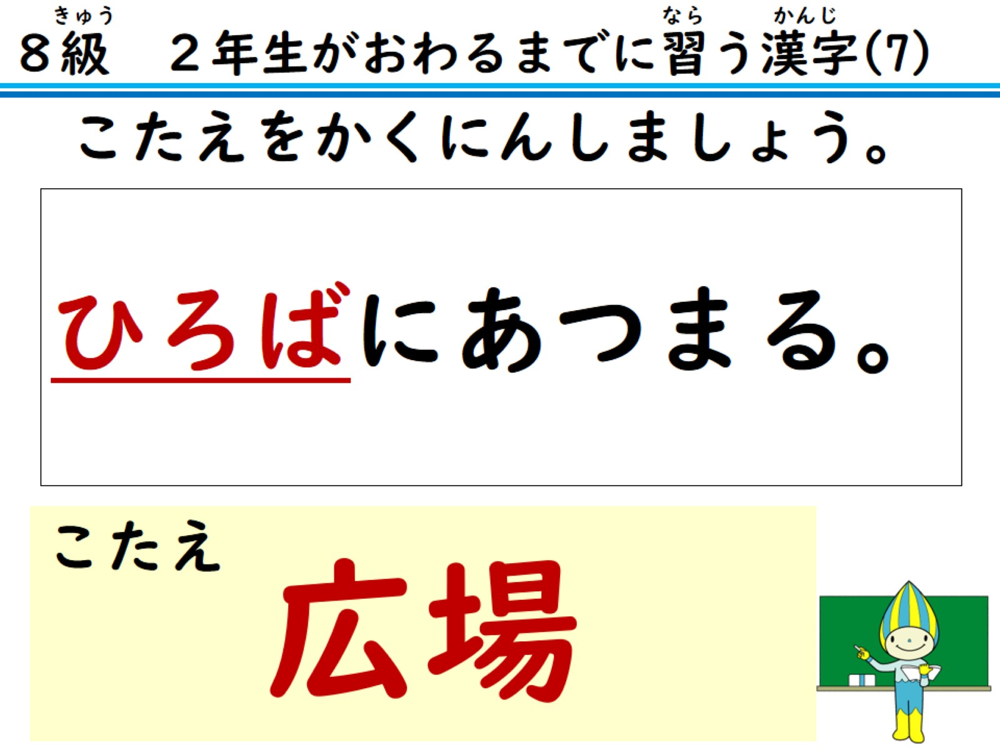 きゅう なら かんじ
8級 2年生がおわるまでに習う漢字(7)
こたえをかくにんしましょう。
ひろばにあつまる。
こたえ
広場